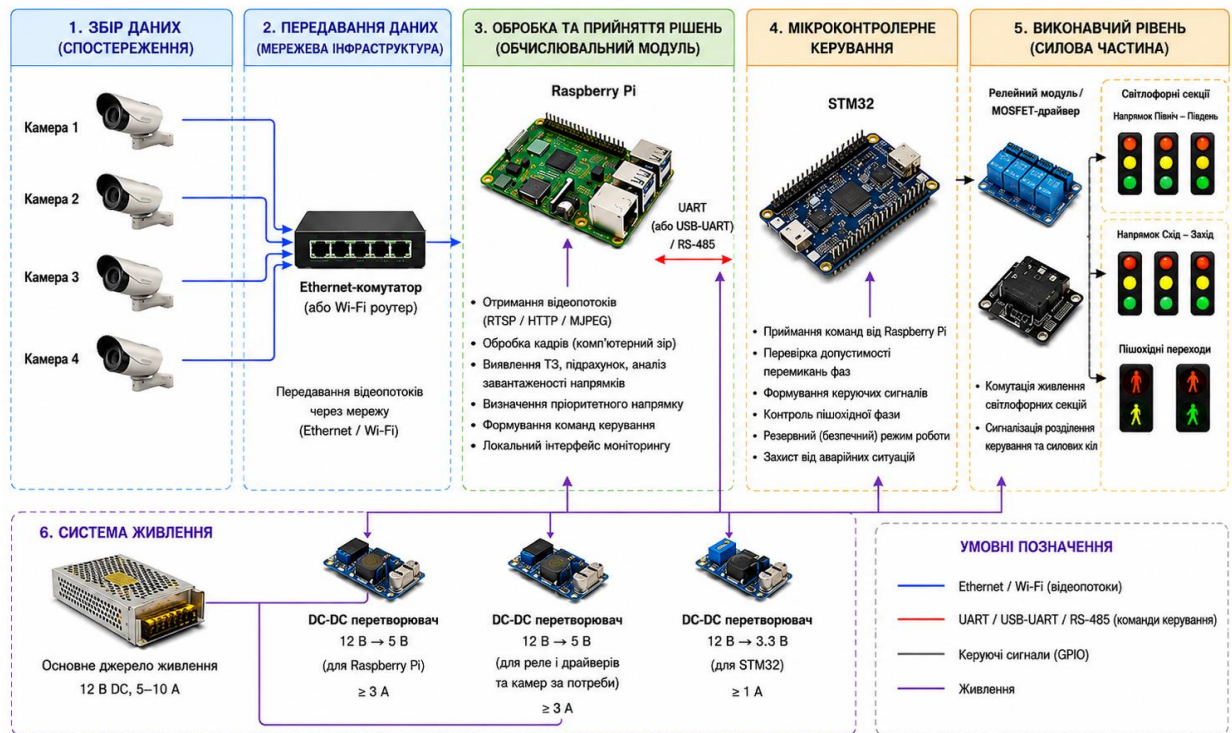 1. ЗБІР ДАНИХ
(СПОСТЕРЕЖЕННЯ)
Камера 1
Камера 2
Камера 3
Камера 4
2. ПЕРЕДАВАННЯ ДАНИХ
(МЕРЕЖЕВА ІНФРАСТРУКТУРА)
Ethernet-комутатор
(або Wi-Fi роутер)
Передавання відеопотоків
через мережу
(Ethernet / Wi-Fi)
3. ОБРОБКА ТА ПРИЙНЯТТЯ РІШЕНЬ
(ОБЧИСЛЮВАЛЬНИЙ МОДУЛЬ)
Raspberry Pi
• Отримання відеопотоків
(RTSP / HTTP / MJPEG)
• Обробка кадрів (комп'ютерний зір)
• Виявлення ТЗ, підрахунок, аналіз
завантаженості напрямків
• Визначення пріоритетного напрямку
• Формування команд керування
• Локальний інтерфейс моніторингу
UART
(або USB-UART)
/ RS-485
4. МІКРОКОНТРОЛЕРНЕ
КЕРУВАННЯ
STM32
• Приймання команд від Raspberry Pi
• Перевірка допустимості
перемикань фаз
• Формування керуючих сигналів
• Контроль пішохідної фази
• Резервний (безпечний) режим роботи
• Захист від аварійних ситуацій
5. ВИКОНАВЧИЙ РІВЕНЬ
(СИЛОВА ЧАСТИНА)
Релейний модуль /
MOSFET-драйвер
• Комутація живлення
світлофорних секцій
• Сигналізація розділення
керування та силових кіл
Світлофорні секції
Напрямок Північ – Південь
Напрямок Схід – Захід
Пішохідні переходи
6. СИСТЕМА ЖИВЛЕННЯ
Основне джерело живлення
12 В DC, 5–10 А
DC-DC перетворювач
12 В → 5 В
(для Raspberry Pi)
≥ 3 А
DC-DC перетворювач
12 В → 5 В
(для реле і драйверів
та камер за потреби)
≥ 3 А
DC-DC перетворювач
12 В → 3.3 В
(для STM32)
≥ 1 А
УМОВНІ ПОЗНАЧЕННЯ
Ethernet / Wi-Fi (відеопотоки)
UART / USB-UART / RS-485 (команди керування)
Керуючі сигнали (GPIO)
Живлення